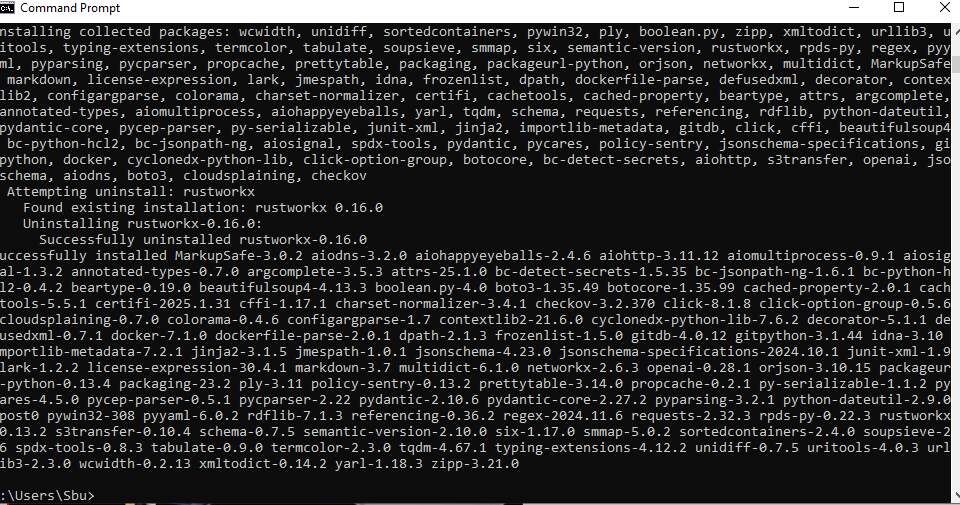 Command Prompt
nstalling collected packages: wcwidth, unidiff, sortedcontainers, pywin32, ply, boolean.py, zipp, xmltodict, urllib3, u
itools, typing-extensions, termcolor, tabulate, soupsieve, smmap, six, semantic-version, rustworkx, rpds-py, regex, pyy
ml, pyparsing, pycparser, propcache, prettytable, packaging, packageurl-python, orjson, networkx, multidict, MarkupSafe
 markdown, license-expression, lark, jmespath, idna, frozenlist, dpath, dockerfile-parse, defusedxml, decorator, contex
lib2, configargparse, colorama, charset-normalizer, certifi, cachetools, cached-property, beartype, attrs, argcomplete,
annotated-types, aiomultiprocess, aiohappyeyeballs, yarl, tqdm, schema, requests, referencing, rdflib, python-dateutil,
pydantic-core, pycep-parser, py-serializable, junit-xml, jinja2, importlib-metadata, gitdb, click, cffi, beautifulsoup4
 bc-python-hcl2, bc-jsonpath-ng, aiosignal, spdx-tools, pydantic, pycares, policy-sentry, jsonschema-specifications, gi
python, docker, cyclonedx-python-lib, click-option-group, botocore, bc-detect-secrets, aiohttp, s3transfer, openai, jso
schema, aiodns, boto3, cloudsplaining, checkov
 Attempting uninstall: rustworkx
   Found existing installation: rustworkx 0.16.0
   Uninstalling rustworkx-0.16.0:
     Successfully uninstalled rustworkx-0.16.0
uccessfully installed MarkupSafe-3.0.2 aiodns-3.2.0 aiohappyeyeballs-2.4.6 aiohttp-3.11.12 aiomultiprocess-0.9.1 aiosig
al-1.3.2 annotated-types-0.7.0 argcomplete-3.5.3 attrs-25.1.0 bc-detect-secrets-1.5.35 bc-jsonpath-ng-1.6.1 bc-python-h
l2-0.4.2 beartype-0.19.0 beautifulsoup4-4.13.3 boolean.py-4.0 boto3-1.35.49 botocore-1.35.99 cached-property-2.0.1 cach
tools-5.5.1 certifi-2025.1.31 cffi-1.17.1 charset-normalizer-3.4.1 checkov-3.2.370 click-8.1.8 click-option-group-0.5.6
cloudsplaining-0.7.0 colorama-0.4.6 configargparse-1.7 contextlib2-21.6.0 cyclonedx-python-lib-7.6.2 decorator-5.1.1 de
usedxml-0.7.1 docker-7.1.0 dockerfile-parse-2.0.1 dpath-2.1.3 frozenlist-1.5.0 gitdb-4.0.12 gitpython-3.1.44 idna-3.10
mportlib-metadata-7.2.1 jinja2-3.1.5 jmespath-1.0.1 jsonschema-4.23.0 jsonschema-specifications-2024.10.1 junit-xml-1.9
lark-1.2.2 license-expression-30.4.1 markdown-3.7 multidict-6.1.0 networkx-2.6.3 openai-0.28.1 orjson-3.10.15 packageur
-python-0.13.4 packaging-23.2 ply-3.11 policy-sentry-0.13.2 prettytable-3.14.0 propcache-0.2.1 py-serializable-1.1.2 py
ares-4.5.0 pycep-parser-0.5.1 pycparser-2.22 pydantic-2.10.6 pydantic-core-2.27.2 pyparsing-3.2.1 python-dateutil-2.9.0
post0 pywin32-308 pyyaml-6.0.2 rdflib-7.1.3 referencing-0.36.2 regex-2024.11.6 requests-2.32.3 rpds-py-0.22.3 rustworkx
0.13.2 s3transfer-0.10.4 schema-0.7.5 semantic-version-2.10.0 six-1.17.0 smmap-5.0.2 sortedcontainers-2.4.0 soupsieve-2
6 spdx-tools-0.8.3 tabulate-0.9.0 termcolor-2.3.0 tqdm-4.67.1 typing-extensions-4.12.2 unidiff-0.7.5 uritools-4.0.3 url
ib3-2.3.0 wcwidth-0.2.13 xmltodict-0.14.2 yarl-1.18.3 zipp-3.21.0
:\Users\Sbu>